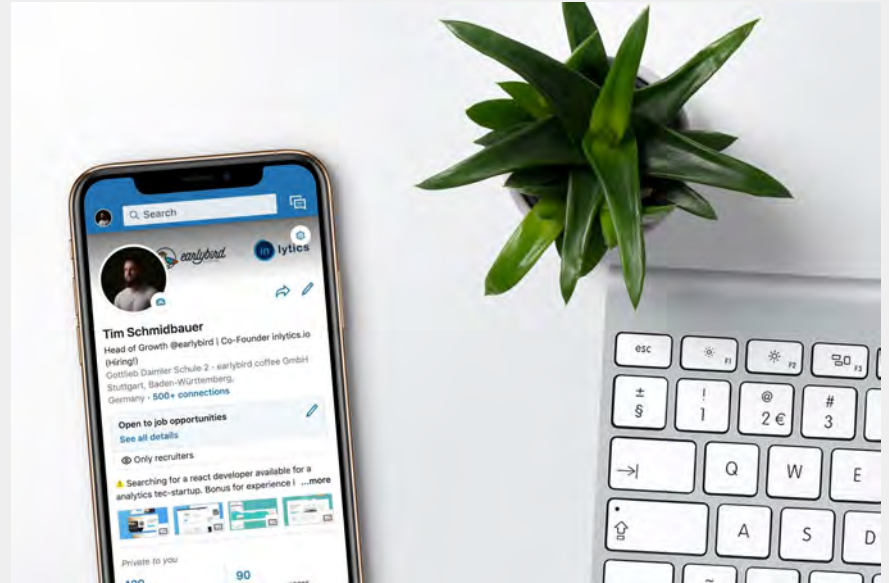 Search
earlybird
in lytics
Tim Schmidbauer
Head of Growth @earlybird | Co-Founder inlytics.io
(Hiring!)
Gottlieb Daimler Schule 2 · earlybird coffee GmbH
Stuttgart, Baden-Württemberg,
Germany · 500+ connections
Open to job opportunities
See all details
Only recruiters
Searching for a react developer available for a
analytics tec-startup. Bonus for experience i ...more
Private to you
90
esc
F1
F2
F3
±
§
!
1
@
2 €
#
3
Q
W
E
A
S
D
~